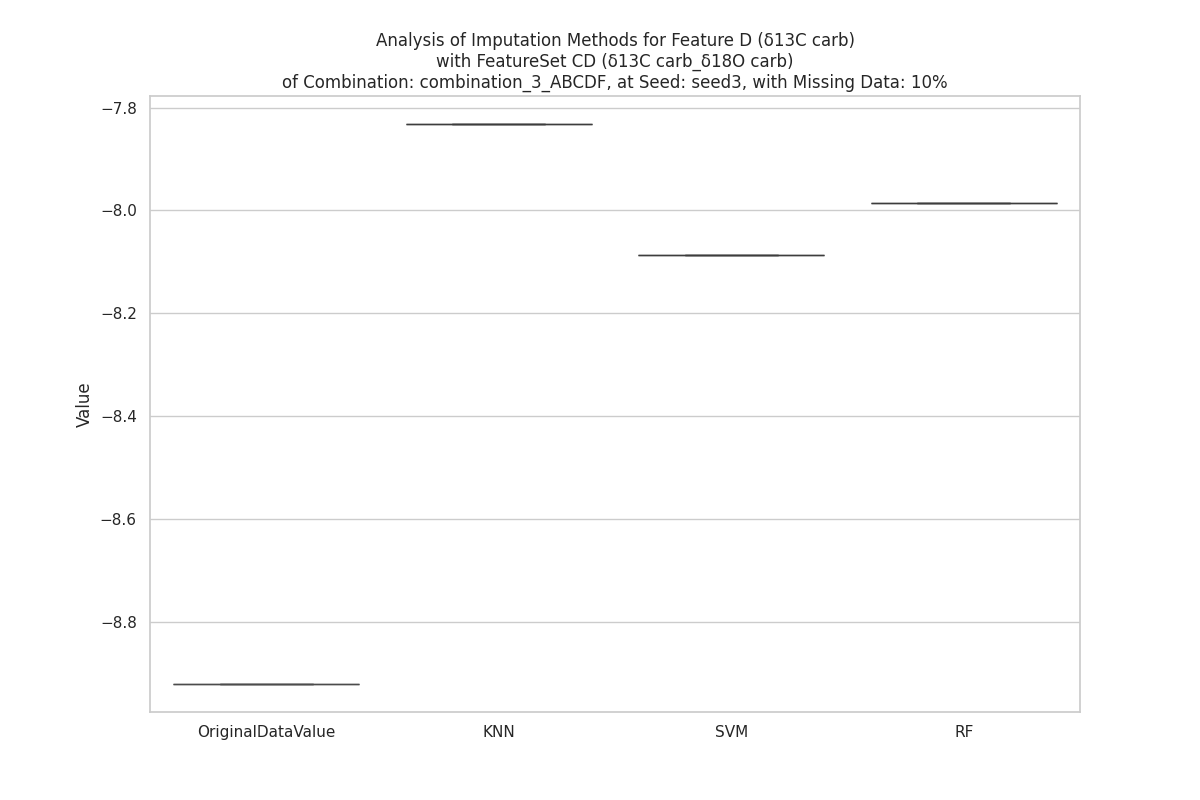 Analysis of Imputation Methods for Feature D (δ13C carb)
with FeatureSet CD (δ13C carb_δ18O carb)
of Combination: combination_3_ABCDF, at Seed: seed3, with Missing Data: 10%
−7.8
−8.0
−8.2
−8.4
−8.6
−8.8
Value
OriginalDataValue KNN SVM RF